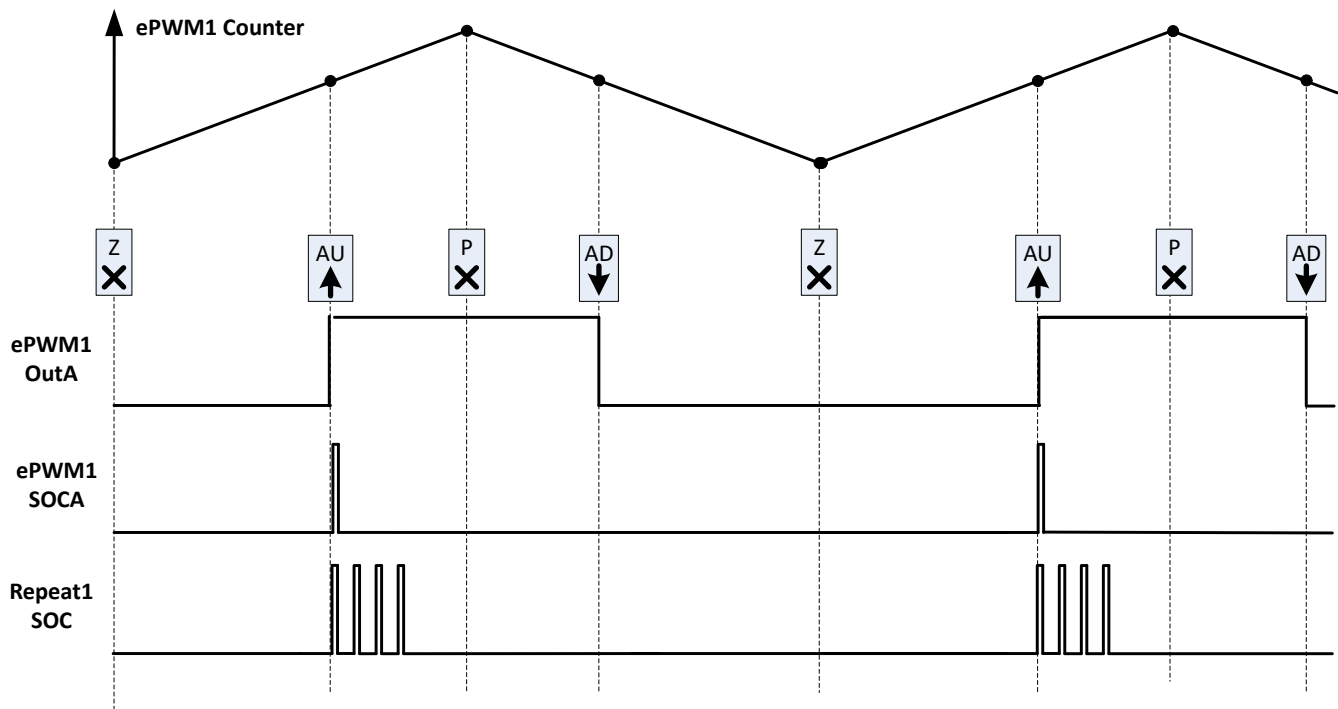 ePWM1 Counter
Z
AU
P
AD
Z
AU
P
AD
ePWM1
OutA
ePWM1
SOCA
Repeat1
SOC